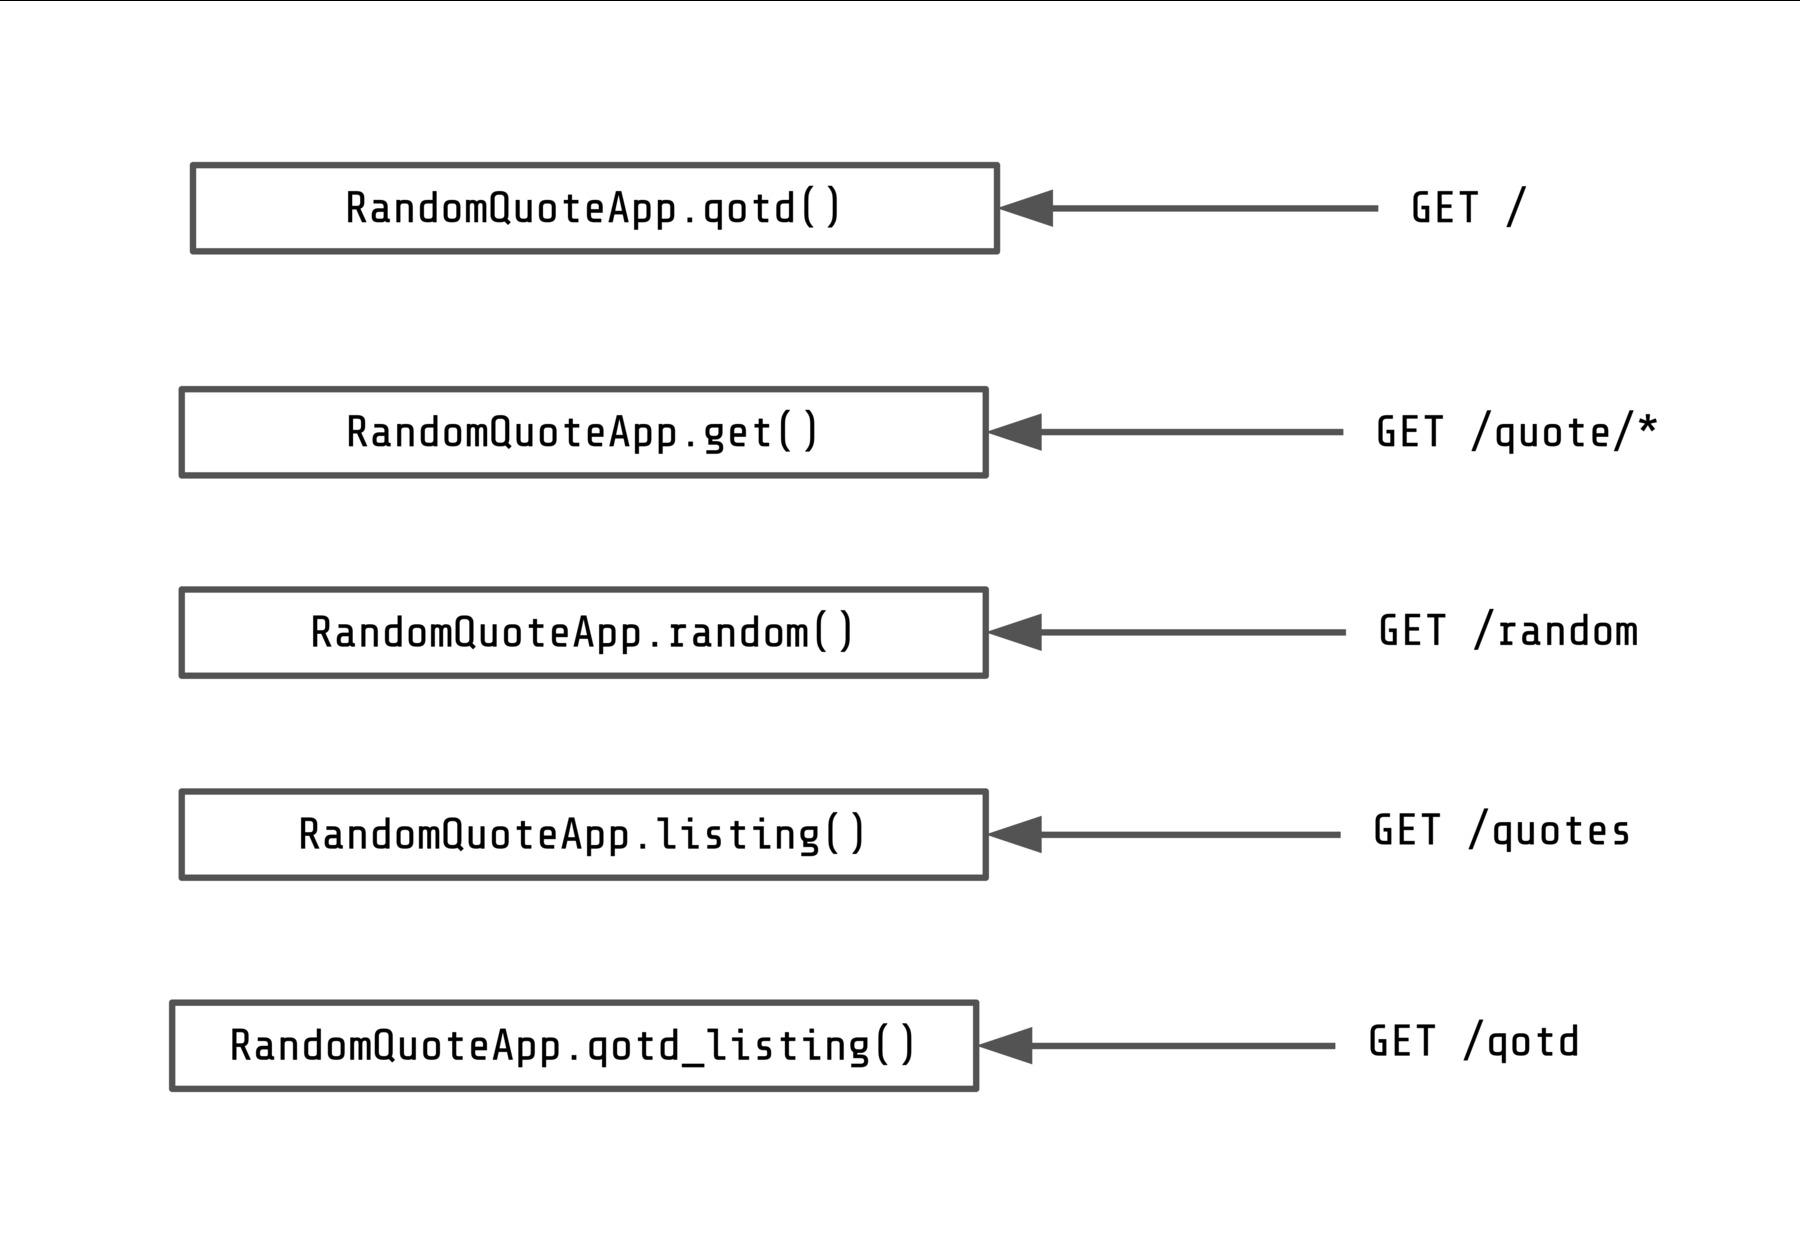 RandomQuoteApp.qotd() GET /
RandomQuoteApp.get() GET /quote/*
RandomQuoteApp.random() GET /random
RandomQuoteApp.listing() GET /quotes
RandomQuoteApp.qotd_listing() GET /qotd